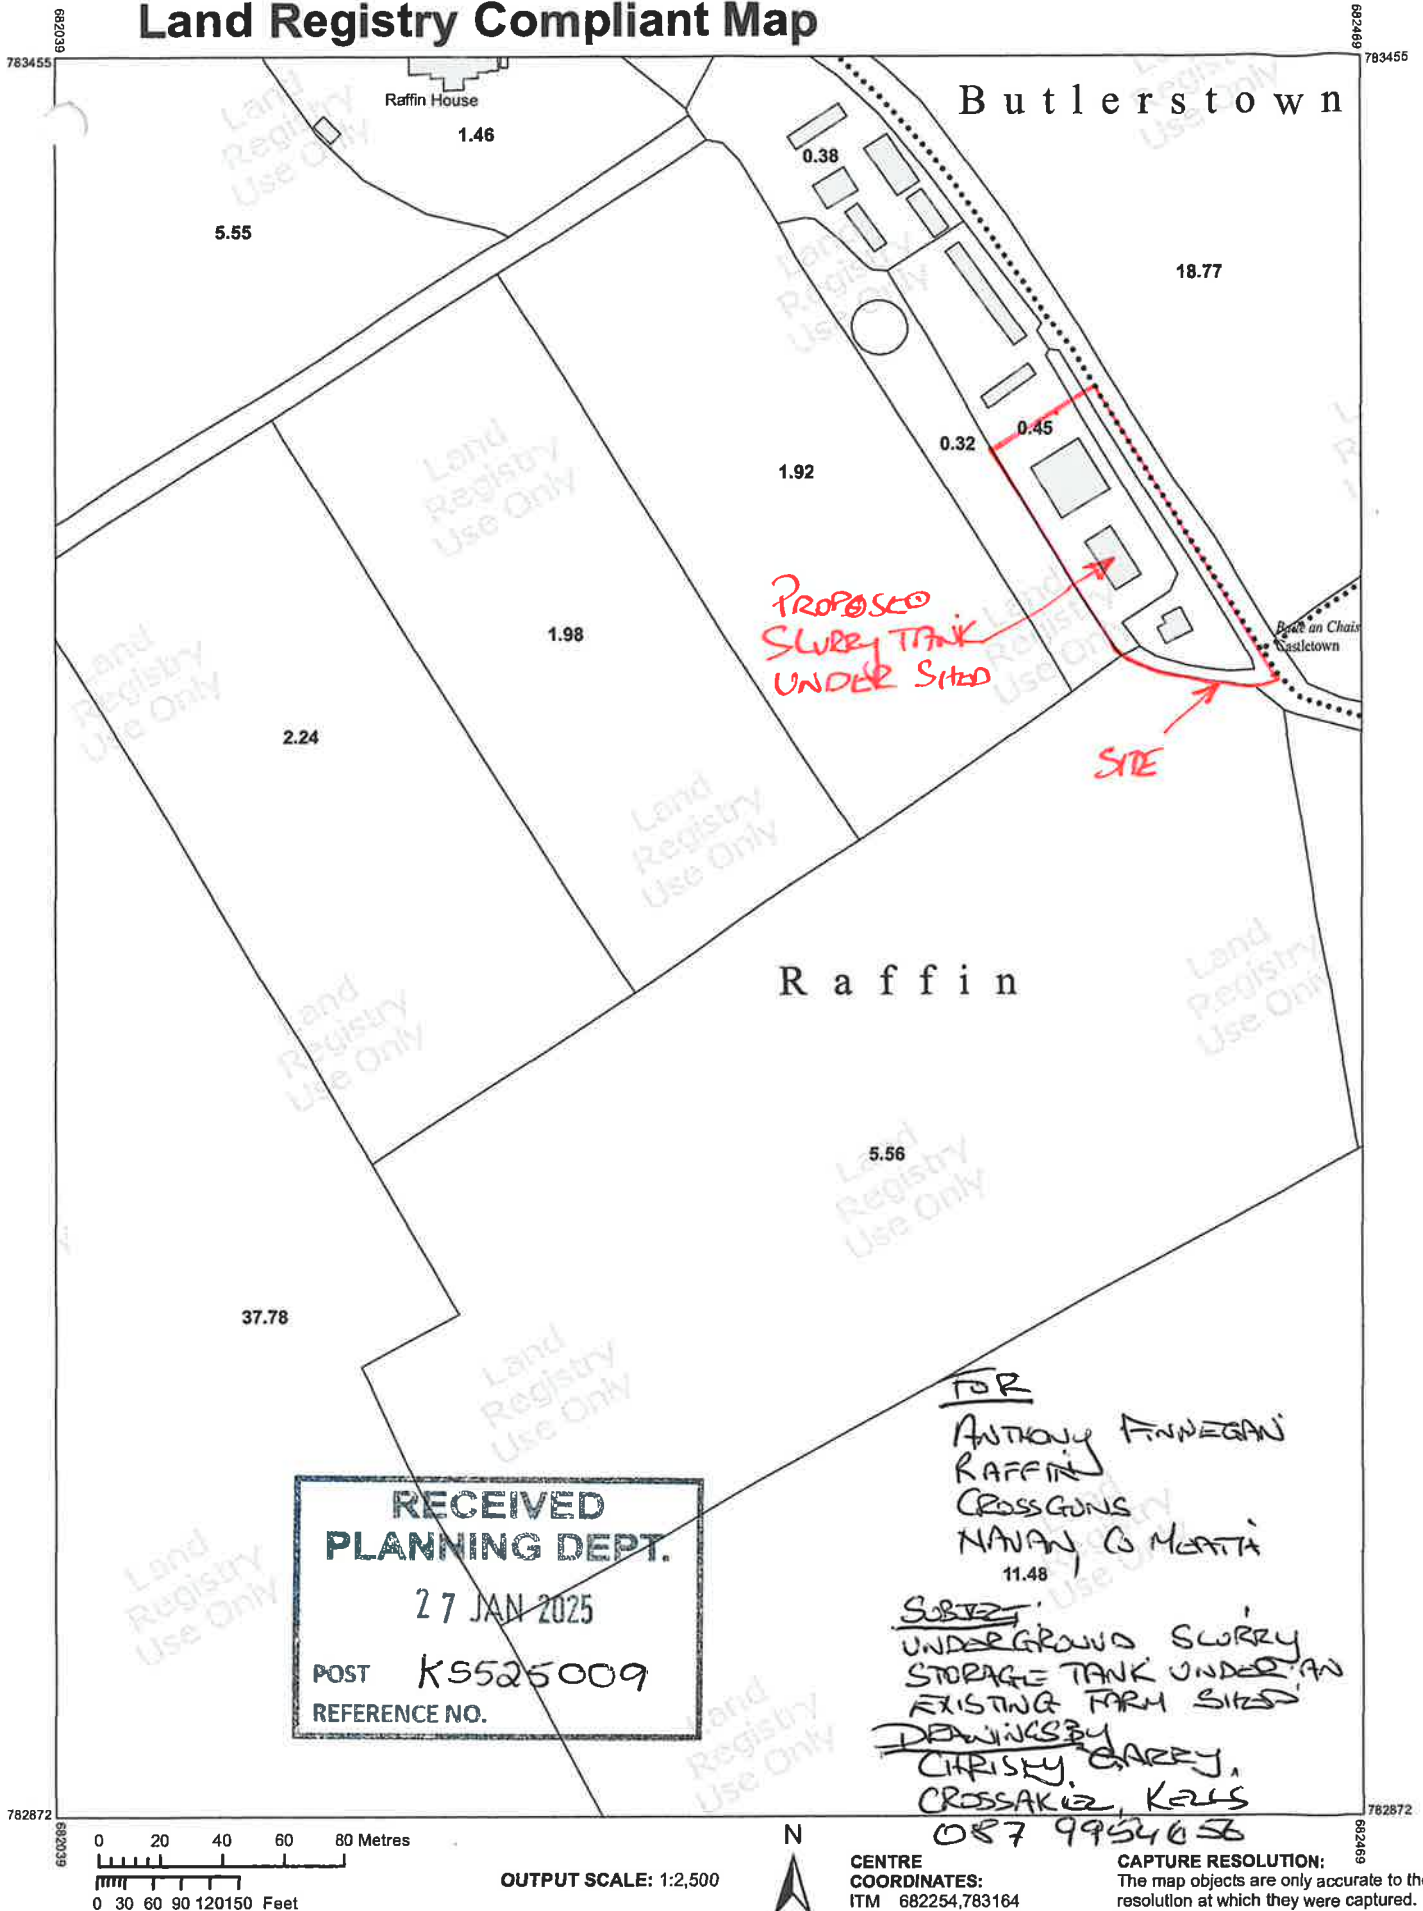 Land Registry Compliant Map
682039
682469
783455
783455
Raffin House
1.46
5.55
0.38
Butlerstown
18.77
0.32
0.45
1.92
1.98
2.24
PROPOSED
SLURRY TANK
UNDER SHED
Castletown
SITE
Raffin
5.56
37.78
FOR
ANTHONY FINNEGAN
RAFFIN
CROSSGUNS
NAVAN, CO MEATH
11.48
SUBJECT:
UNDERGROUND SLURRY
STORAGE TANK UNDER AN
EXISTING FARM SHED
DRAWINGS BY
CHRISTY GARRY,
CROSSAKIEL, KELLS
087 9954656
RECEIVED
PLANNING DEPT.
27 JAN 2025
POST KS525009
REFERENCE NO.
782872
782872
682039
682469
0 20 40 60 80 Metres
0 30 60 90 120 150 Feet
OUTPUT SCALE: 1:2,500
N
CENTRE
COORDINATES:
ITM 682254,783164
CAPTURE RESOLUTION:
The map objects are only accurate to the
resolution at which they were captured.
Land
Registry
Use Only